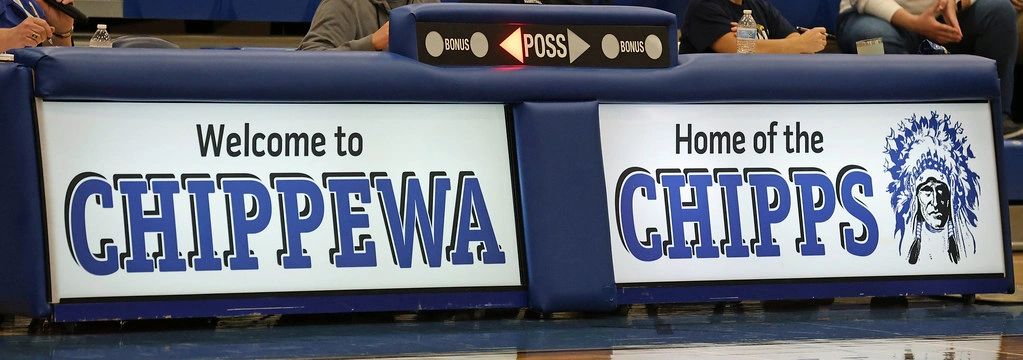 BONUS POSS BONUS
Welcome to
CHIPPEWA
Home of the
CHIPPS